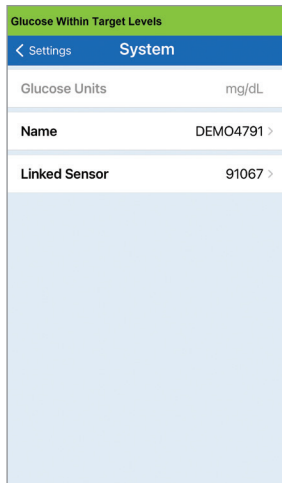 Glucose Within Target Levels
Settings System
Glucose Units mg/dL
Name DEMO4791
Linked Sensor 91067